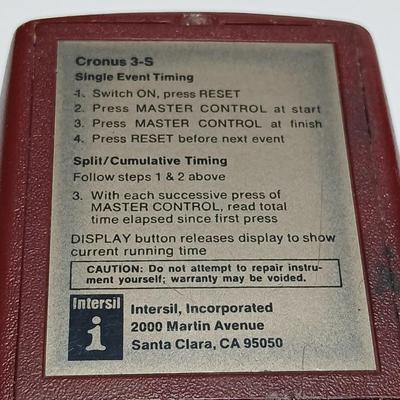 Cronus 3-S
Single Event Timing
1. Switch ON, press RESET
2. Press MASTER CONTROL at start
3. Press MASTER CONTROL at finish
4. Press RESET before next event
Split/Cumulative Timing
Follow steps 1 & 2 above
3. With each successive press of
MASTER CONTROL, read total
time elapsed since first press
DISPLAY button releases display to show
current running time
CAUTION: Do not attempt to repair instru-
ment yourself; warranty may be voided.
Intersil
i
Intersil, Incorporated
2000 Martin Avenue
Santa Clara, CA 95050